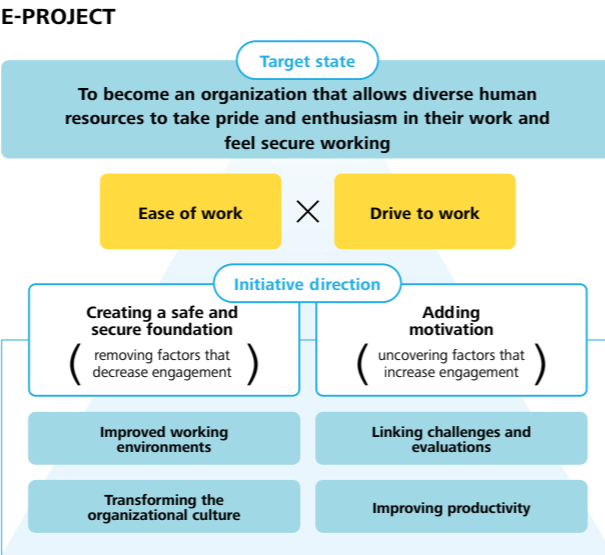 E-PROJECT
Target state
To become an organization that allows diverse human
resources to take pride and enthusiasm in their work and
feel secure working
Ease of work
×
Drive to work
Initiative direction
Creating a safe and
secure foundation
(removing factors that
decrease engagement)
Adding
motivation
(uncovering factors that
increase engagement)
Improved working
environments
Linking challenges and
evaluations
Transforming the
organizational culture
Improving productivity